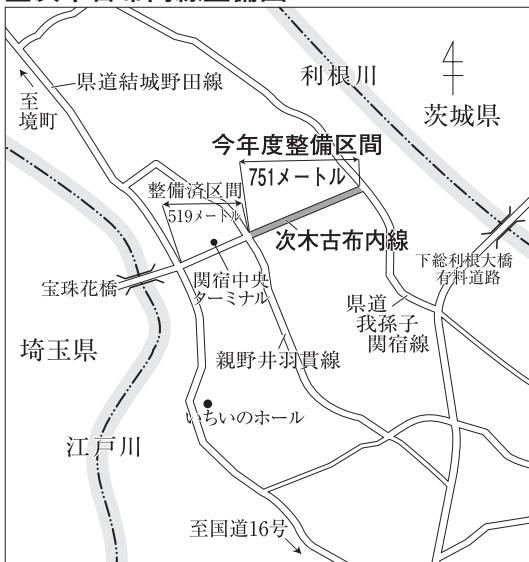 県道結城野田線
至
境町
利根川
茨城県
今年度整備区間
751メートル
整備済区間
519メートル
次木古布内線
下総利根大橋
有料道路
宝珠花橋
関宿中央
ターミナル
県道
我孫子
関宿線
埼玉県
親野井羽貫線
いちいのホール
江戸川
至国道16号